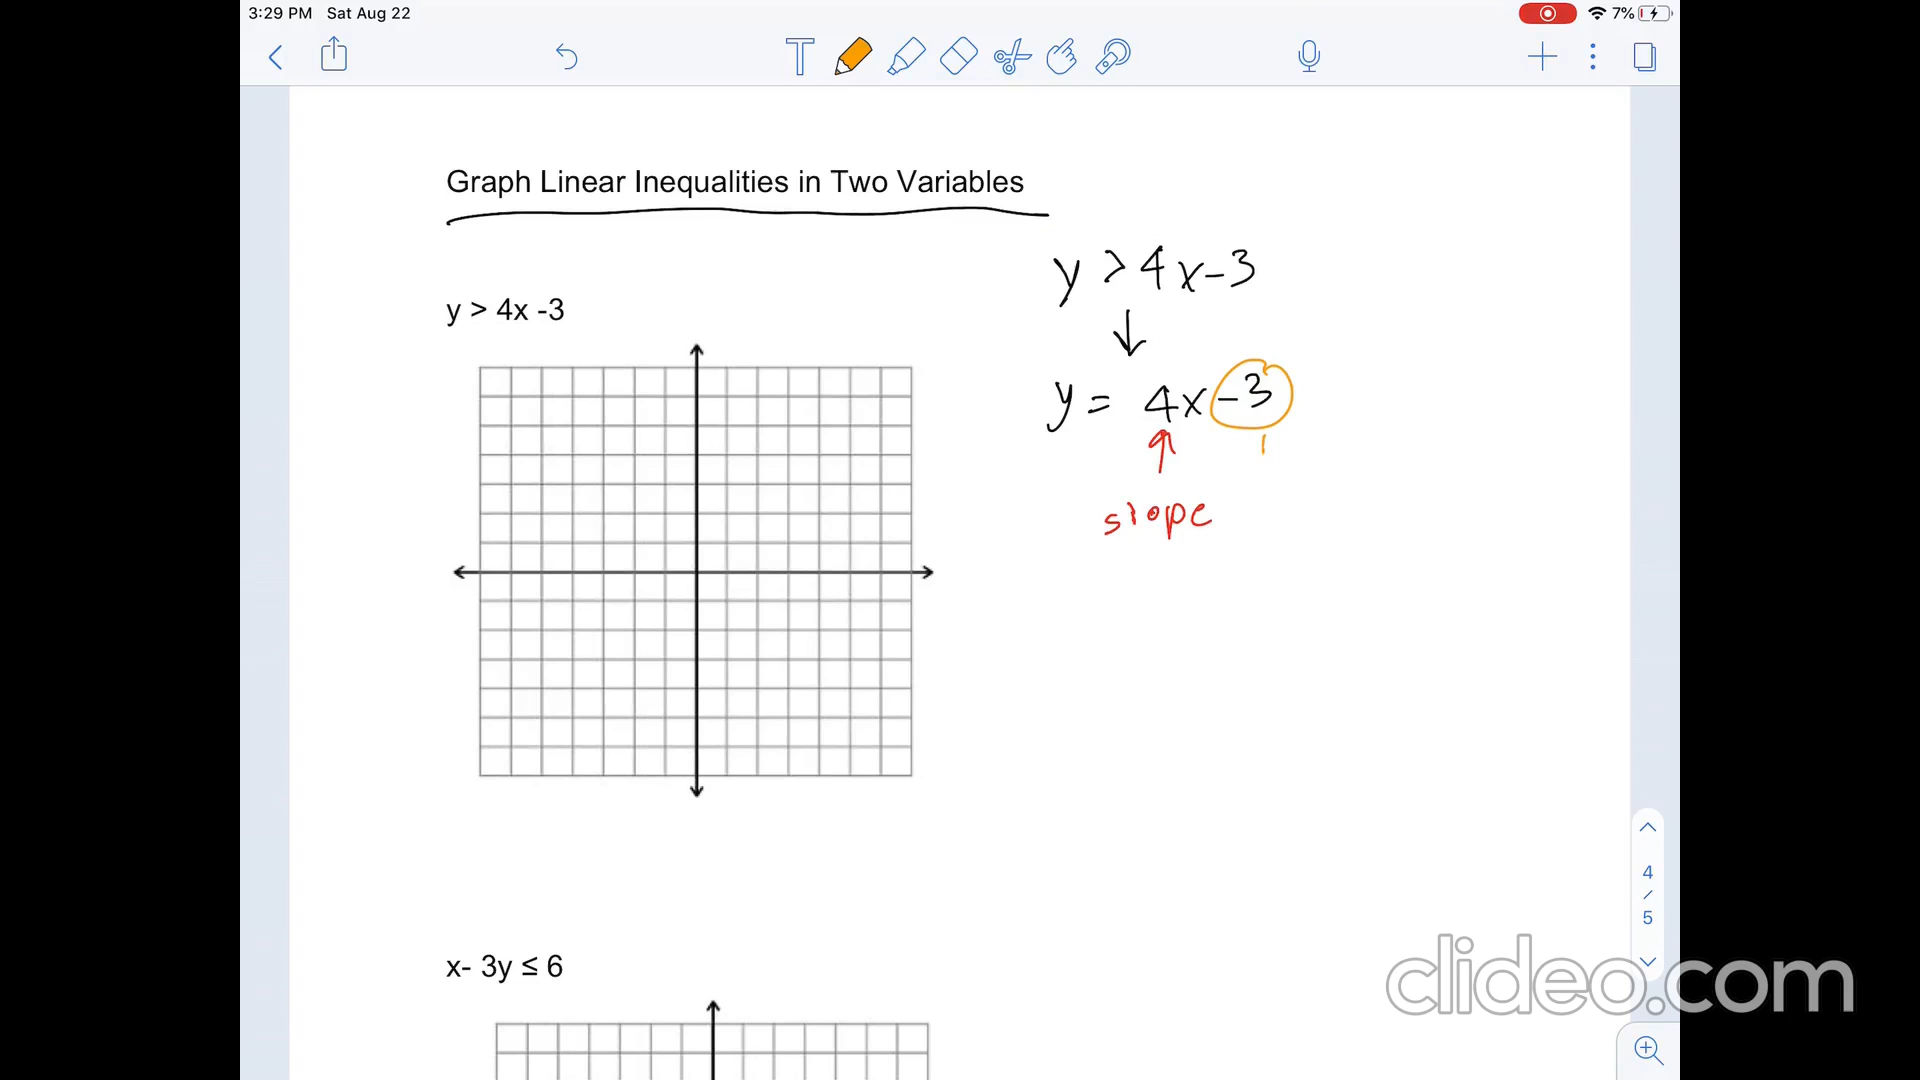 3:29 PM Sat Aug 22
7%
T
Graph Linear Inequalities in Two Variables
y > 4x - 3
y > 4x -3
y = 4x - 3
slope
4
/
5
x- 3y ≤ 6
clideo.com